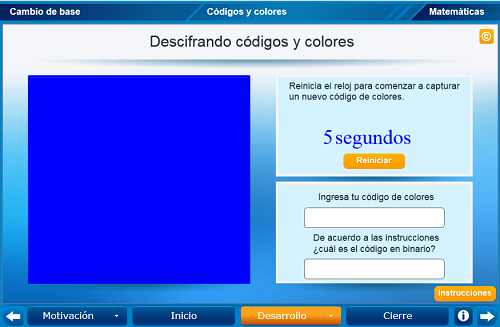 Cambio de base
Códigos y colores
Matemáticas
Descifrando códigos y colores
©
Reinicia el reloj para comenzar a capturar
un nuevo código de colores.
5 segundos
Reiniciar
Ingresa tu código de colores
De acuerdo a las instrucciones
¿cuál es el código en binario?
Instrucciones
Motivación
Inicio
Desarrollo
Cierre
i